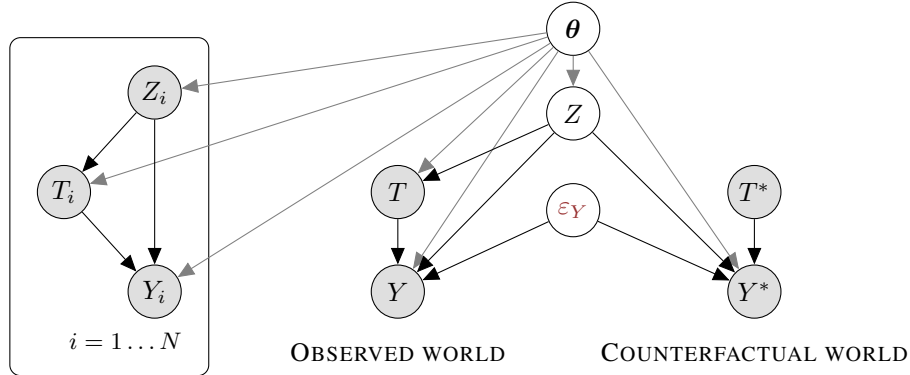 θ
Z_i
Z
T_i
T
ε_Y
T*
Y_i
Y
Y*
i = 1 … N
OBSERVED WORLD
COUNTERFACTUAL WORLD